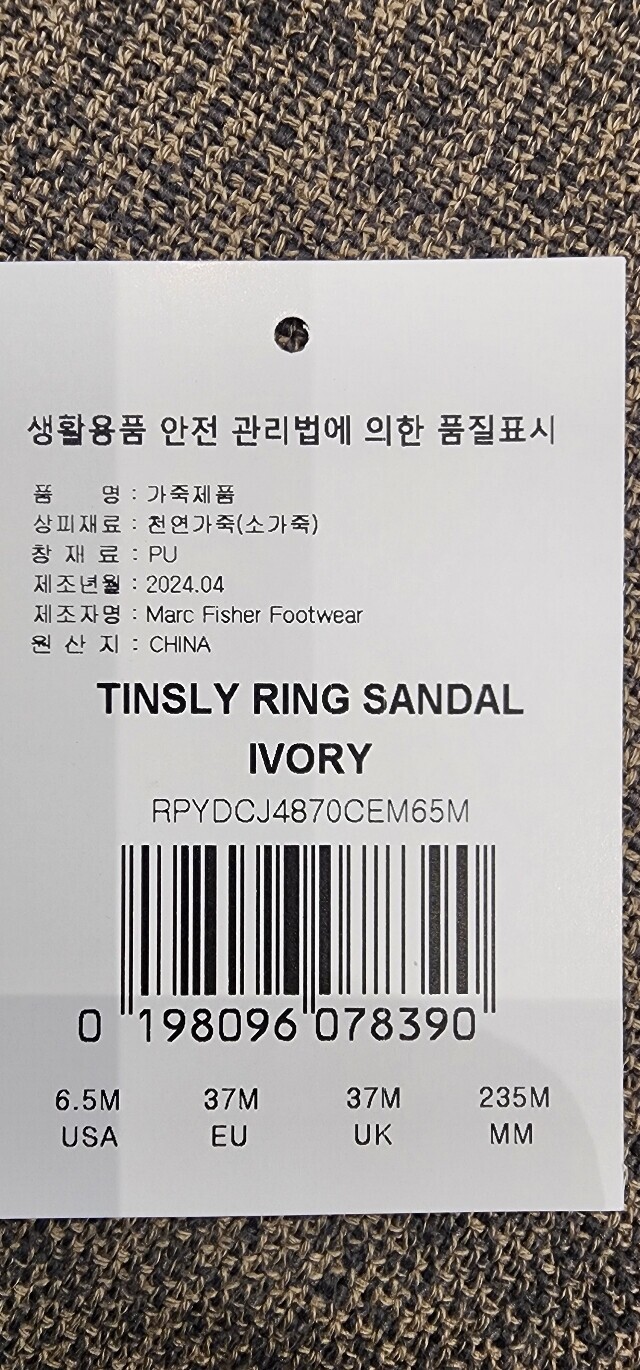 생활용품 안전 관리법에 의한 품질표시
품 명 : 가죽제품
상피재료 : 천연가죽(소가죽)
창 재 료 : PU
제조년월 : 2024.04
제조자명 : Marc Fisher Footwear
원 산 지 : CHINA
TINSLY RING SANDAL
IVORY
RPYDCJ4870CEM65M
0 198096 078390
6.5M 37M 37M 235M
USA EU UK MM